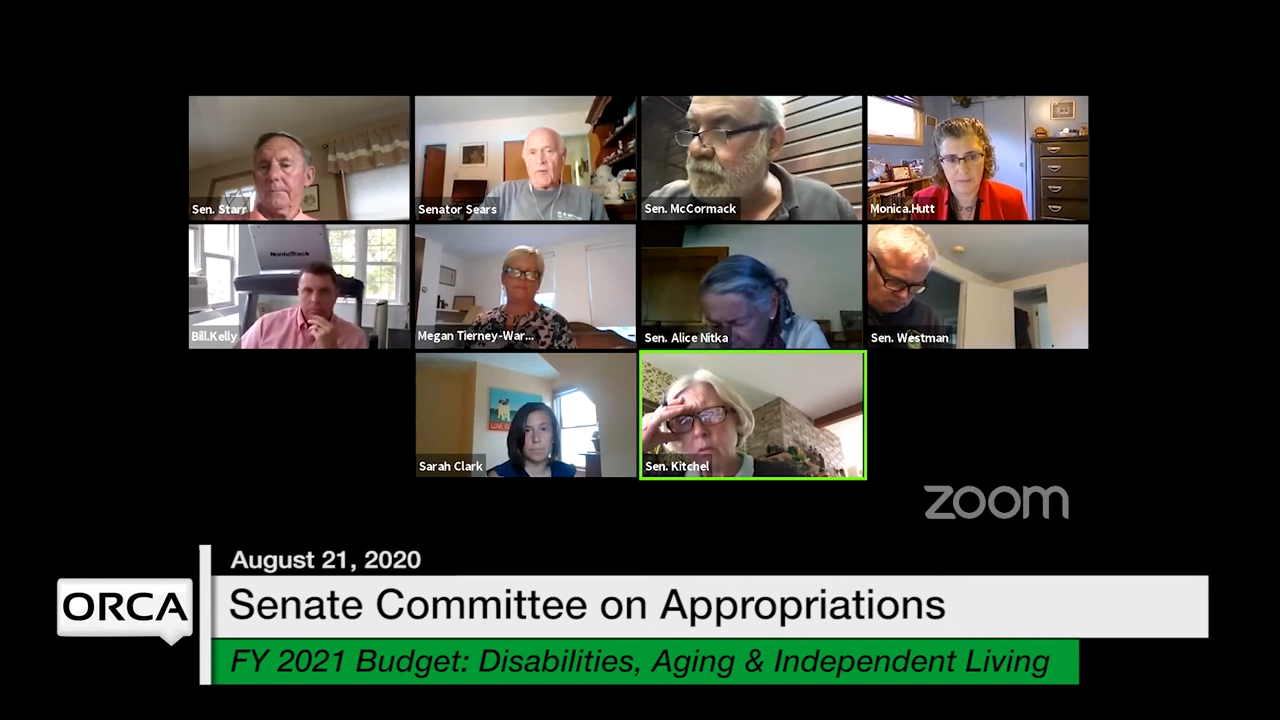 Sen. Starr
Senator Sears
Sen. McCormack
Monica.Hutt
NordicTrack
Bill.Kelly
Megan Tierney-War...
Sen. Alice Nitka
Sen. Westman
Sarah Clark
Sen. Kitchel
zoom
August 21, 2020
ORCA
Senate Committee on Appropriations
FY 2021 Budget: Disabilities, Aging & Independent Living